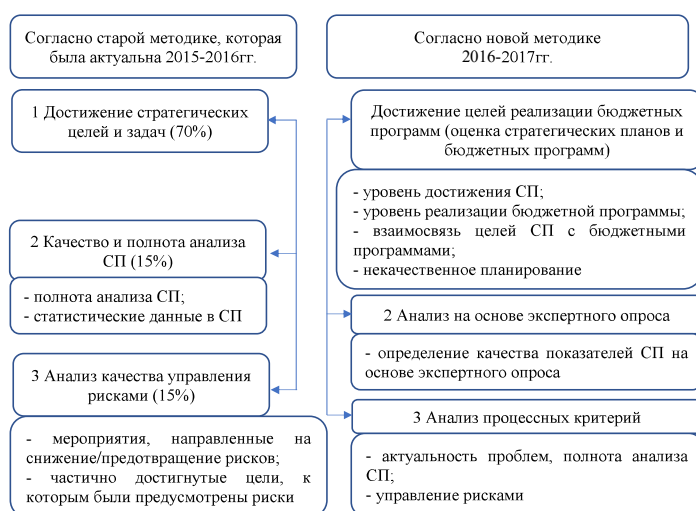 Согласно старой методике, которая
была актуальна 2015-2016гг.
1 Достижение стратегических
целей и задач (70%)
2 Качество и полнота анализа
СП (15%)
- полнота анализа СП;
- статистические данные в СП
3 Анализ качества управления
рисками (15%)
- мероприятия, направленные на
снижение/предотвращение рисков;
- частично достигнутые цели, к
которым были предусмотрены риски
Согласно новой методике
2016-2017гг.
Достижение целей реализации бюджетных
программ (оценка стратегических планов и
бюджетных программ)
- уровень достижения СП;
- уровень реализации бюджетной программы;
- взаимосвязь целей СП с бюджетными
программами;
- некачественное планирование
2 Анализ на основе экспертного опроса
- определение качества показателей СП на
основе экспертного опроса
3 Анализ процессных критерий
- актуальность проблем, полнота анализа
СП;
- управление рисками